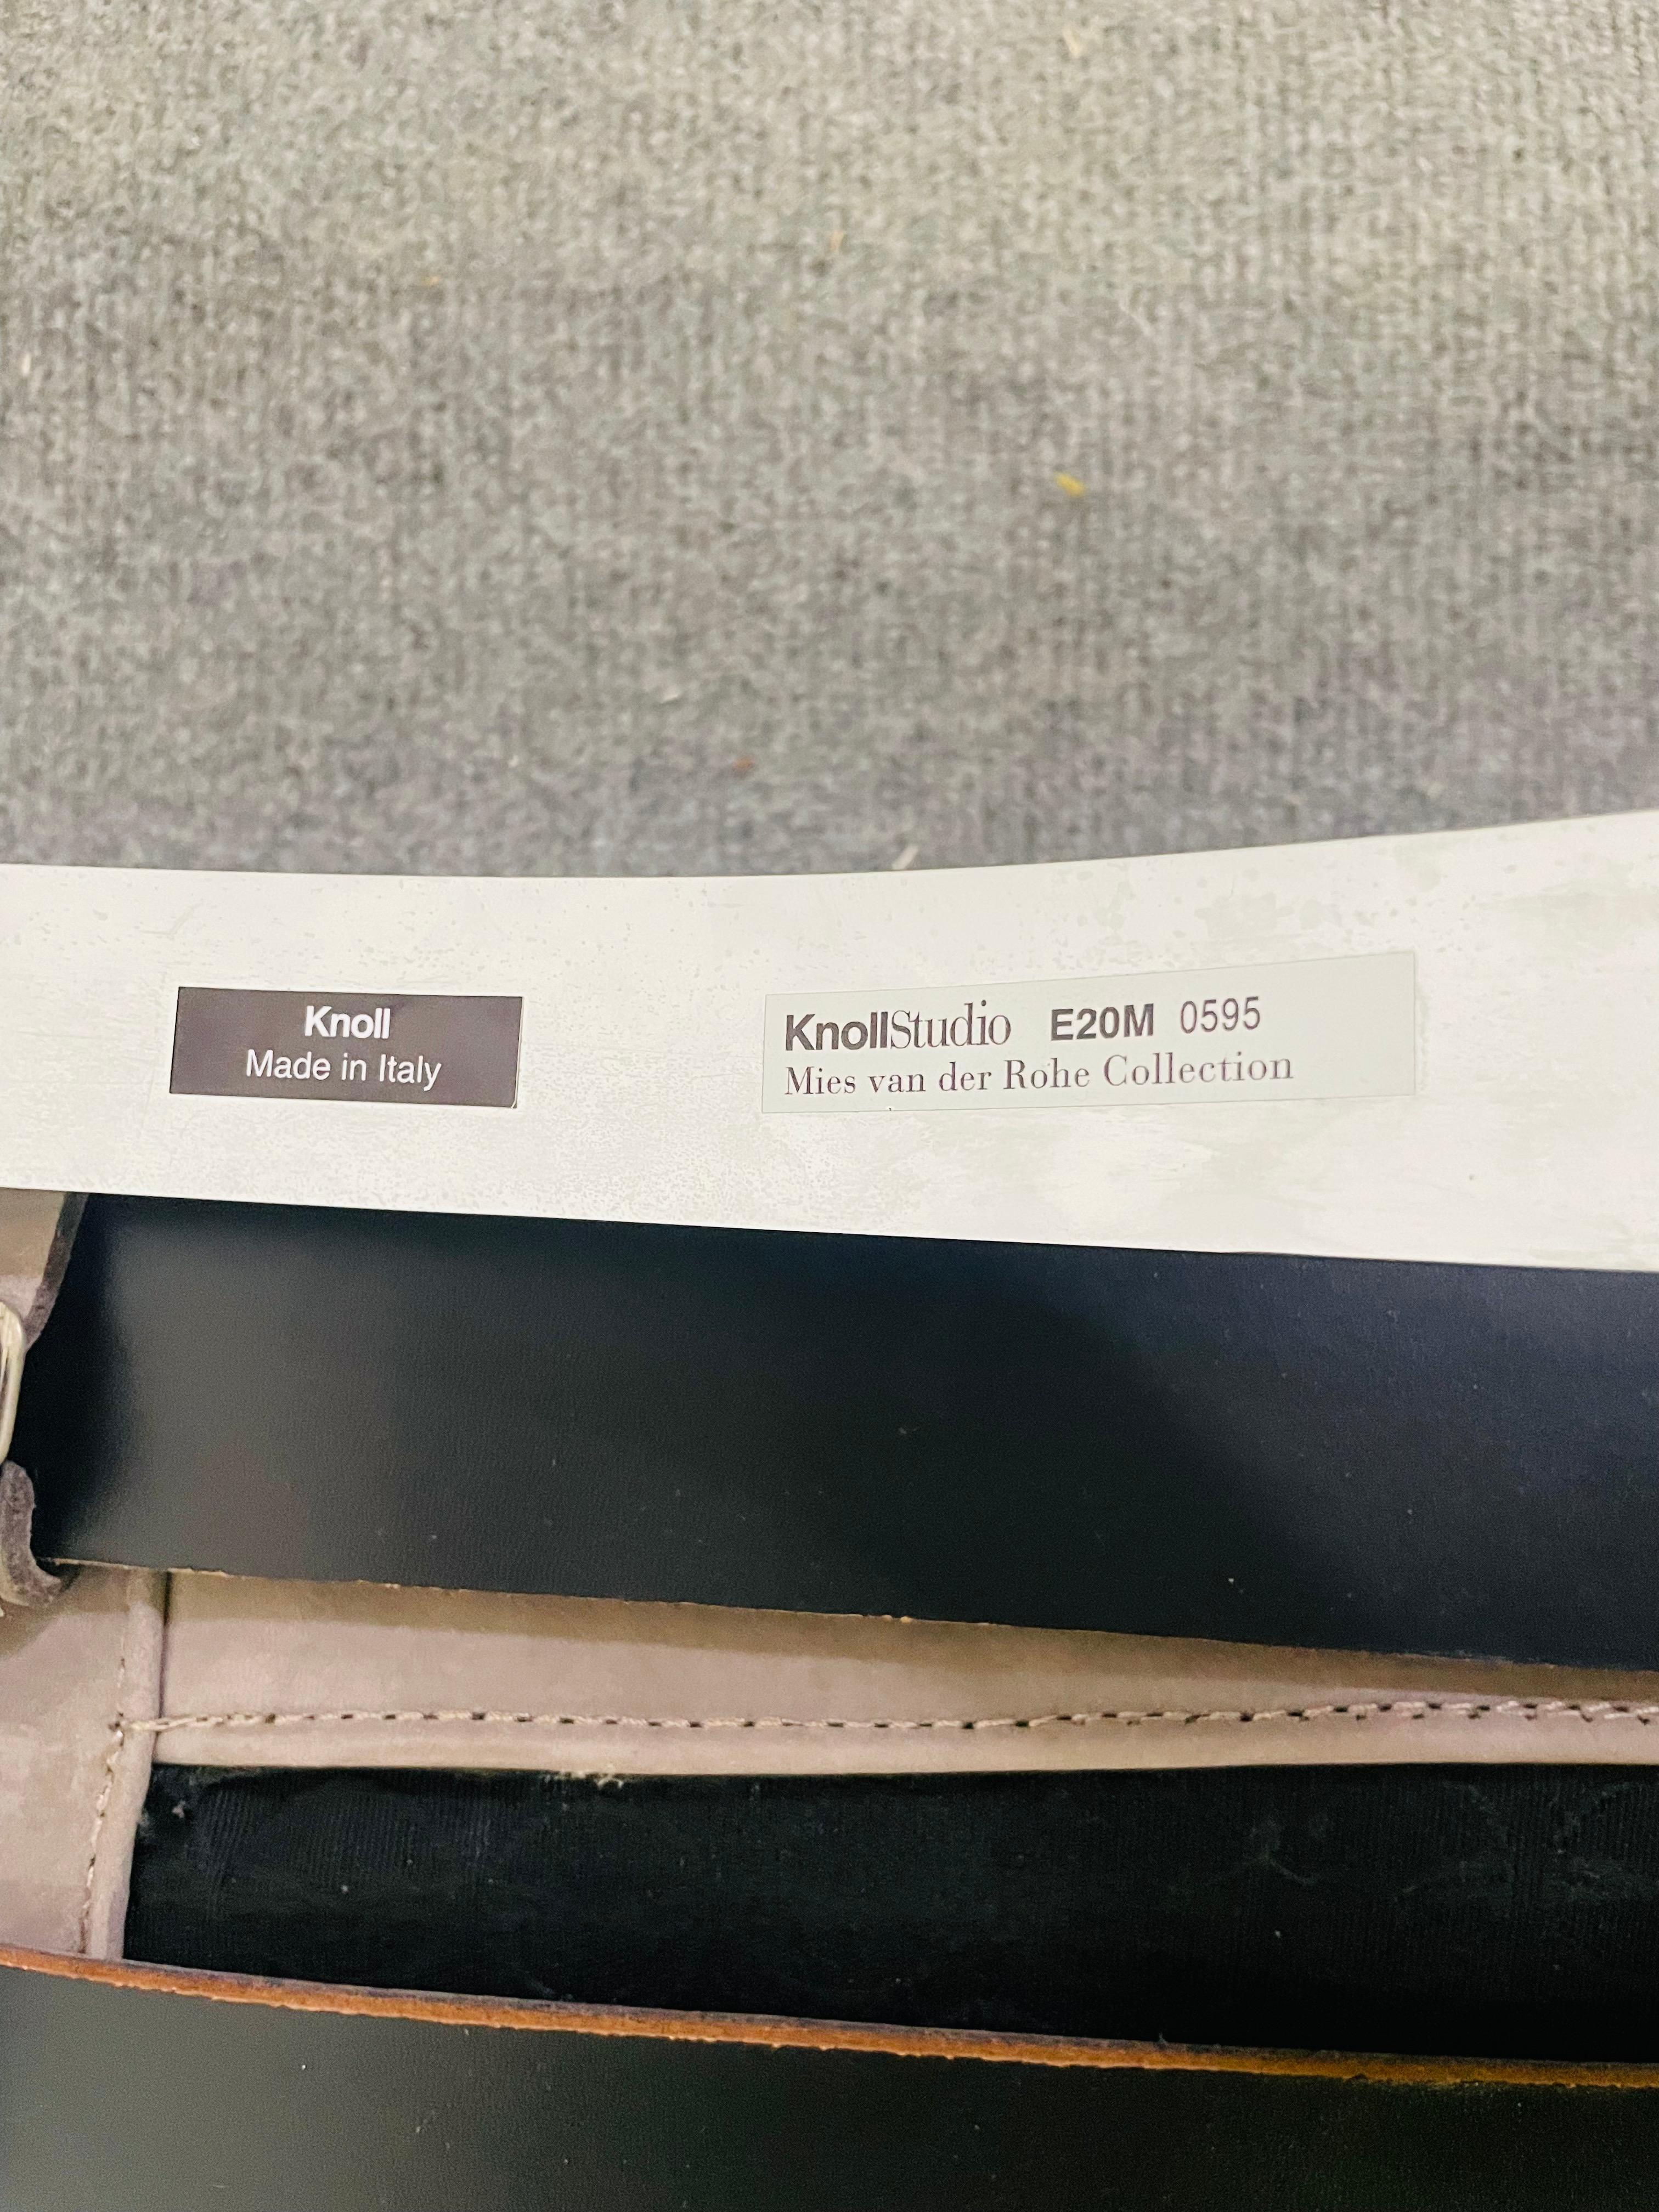 Knoll
Made in Italy
KnollStudio E20M 0595
Mies van der Rohe Collection